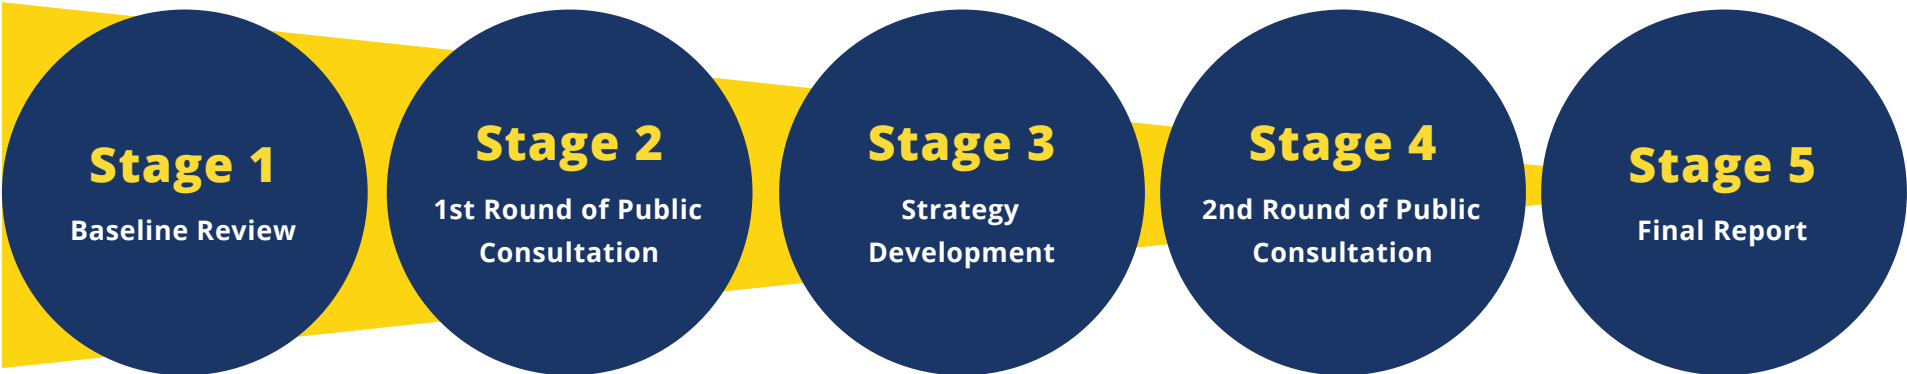 Stage 1
Baseline Review
Stage 2
1st Round of Public
Consultation
Stage 3
Strategy
Development
Stage 4
2nd Round of Public
Consultation
Stage 5
Final Report